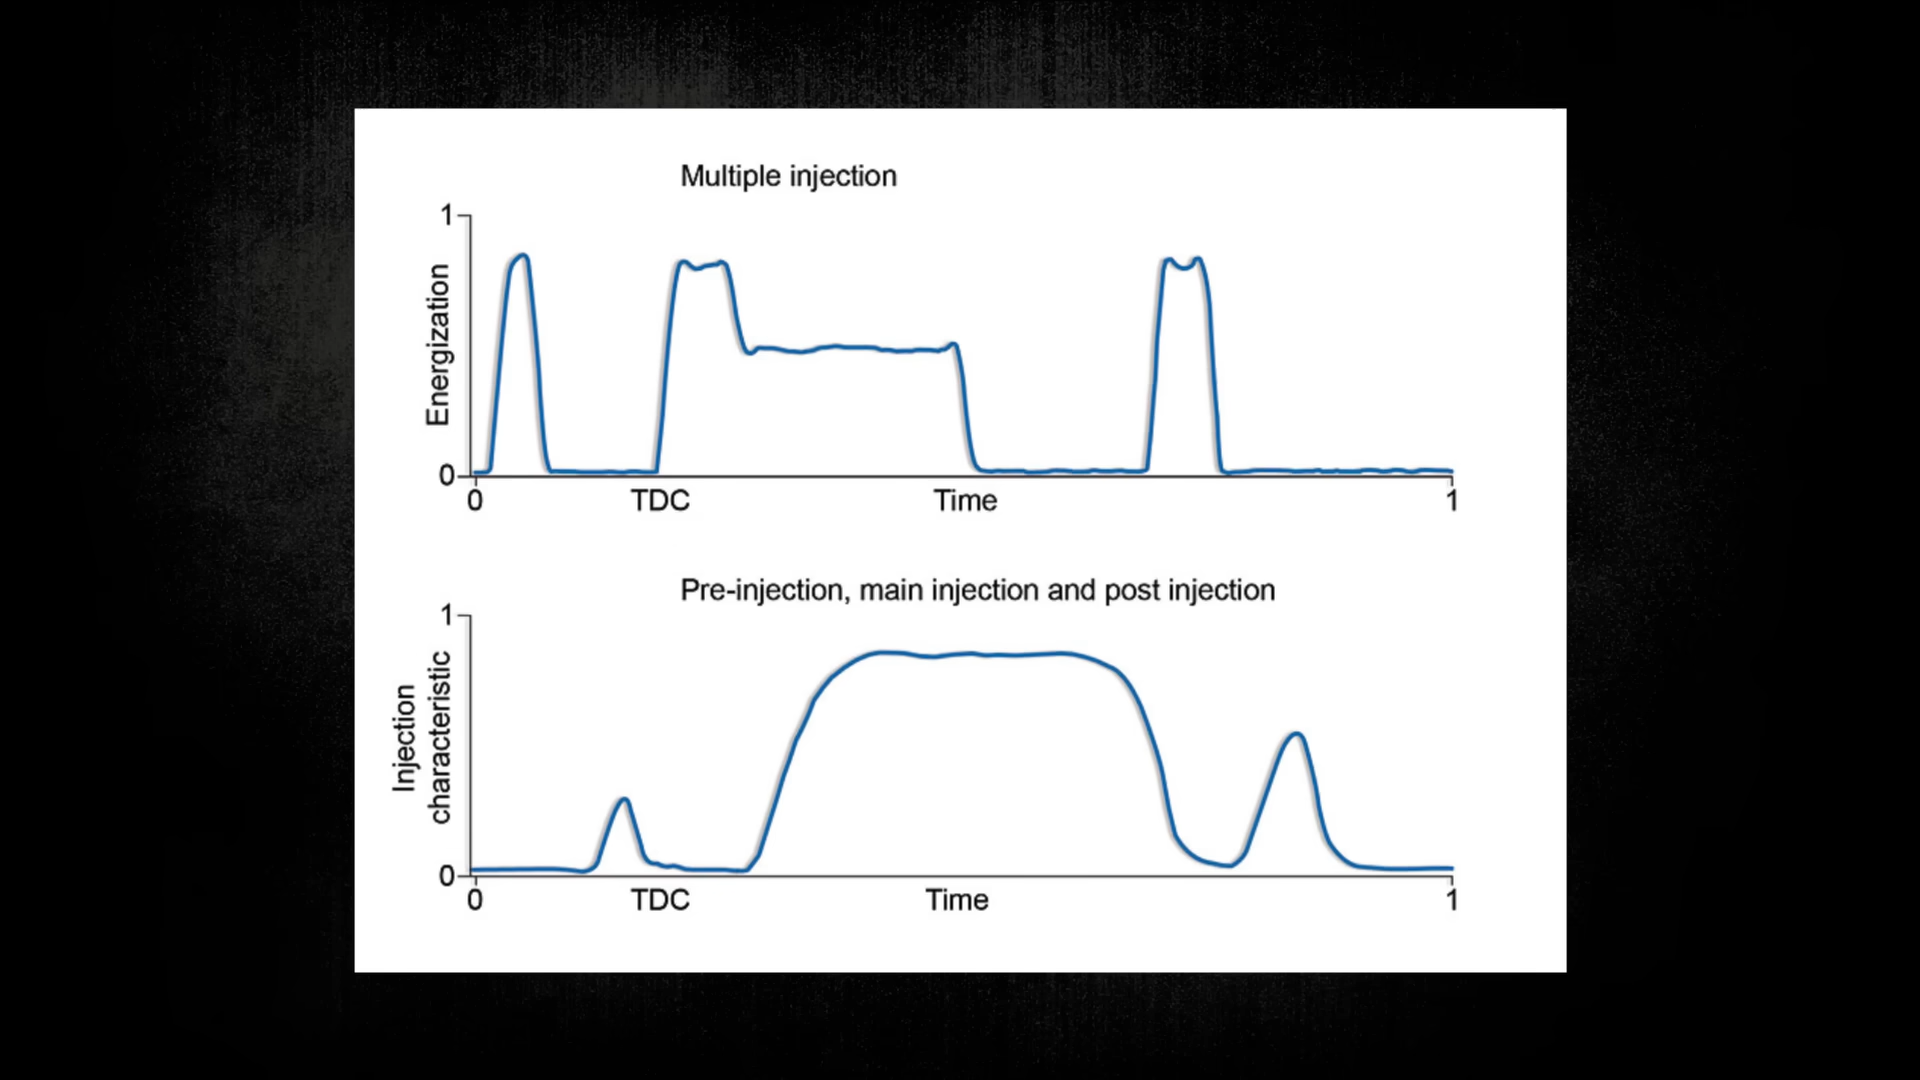 Multiple injection
1
Energization
0
0 TDC Time 1
Pre-injection, main injection and post injection
1
Injection
characteristic
0
0 TDC Time 1